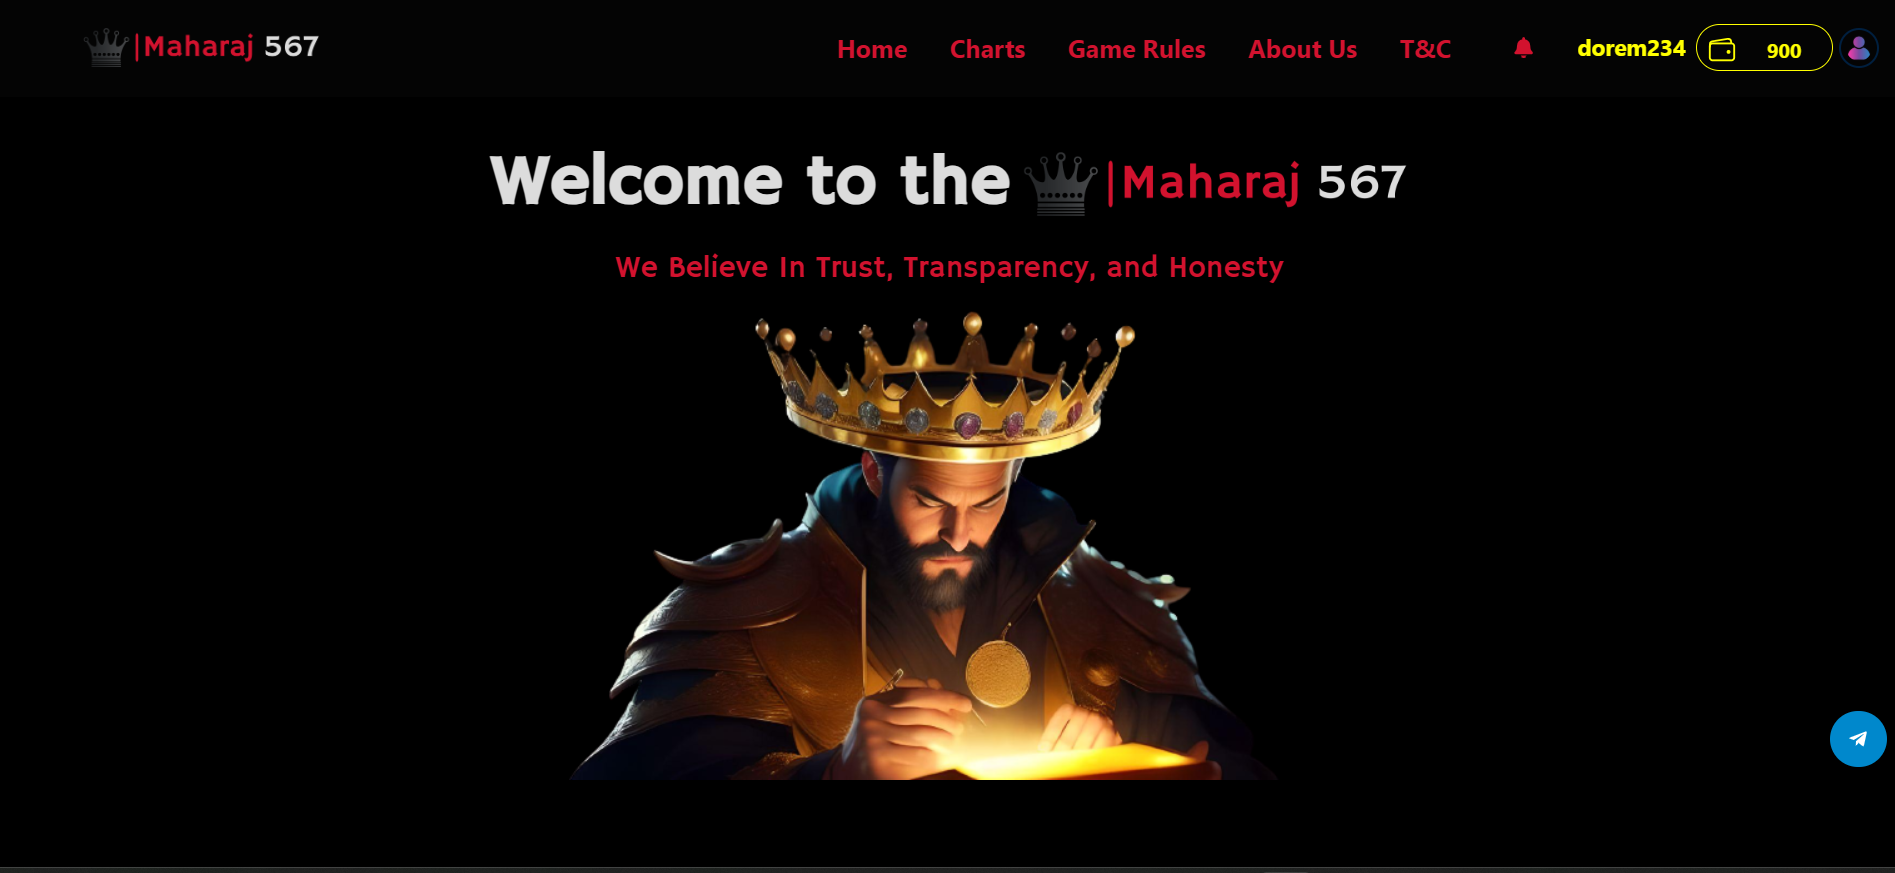 |Maharaj 567
Home Charts Game Rules About Us T&C dorem234 900
Welcome to the |Maharaj 567
We Believe In Trust, Transparency, and Honesty